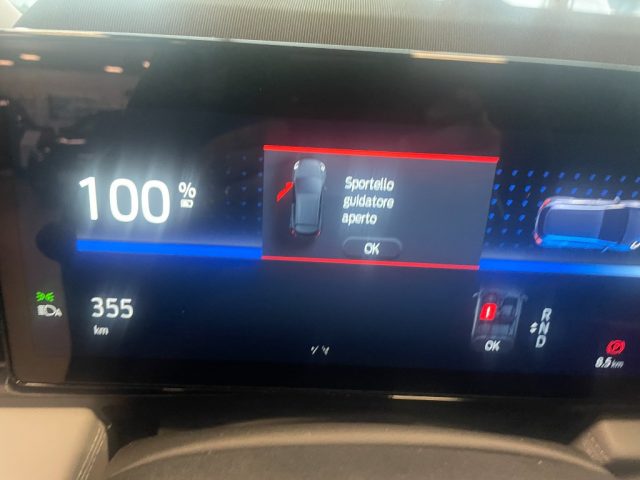 100 %
Sportello
guidatore
aperto
OK
355
km
A
OK
R
N
D
P
8.5 km